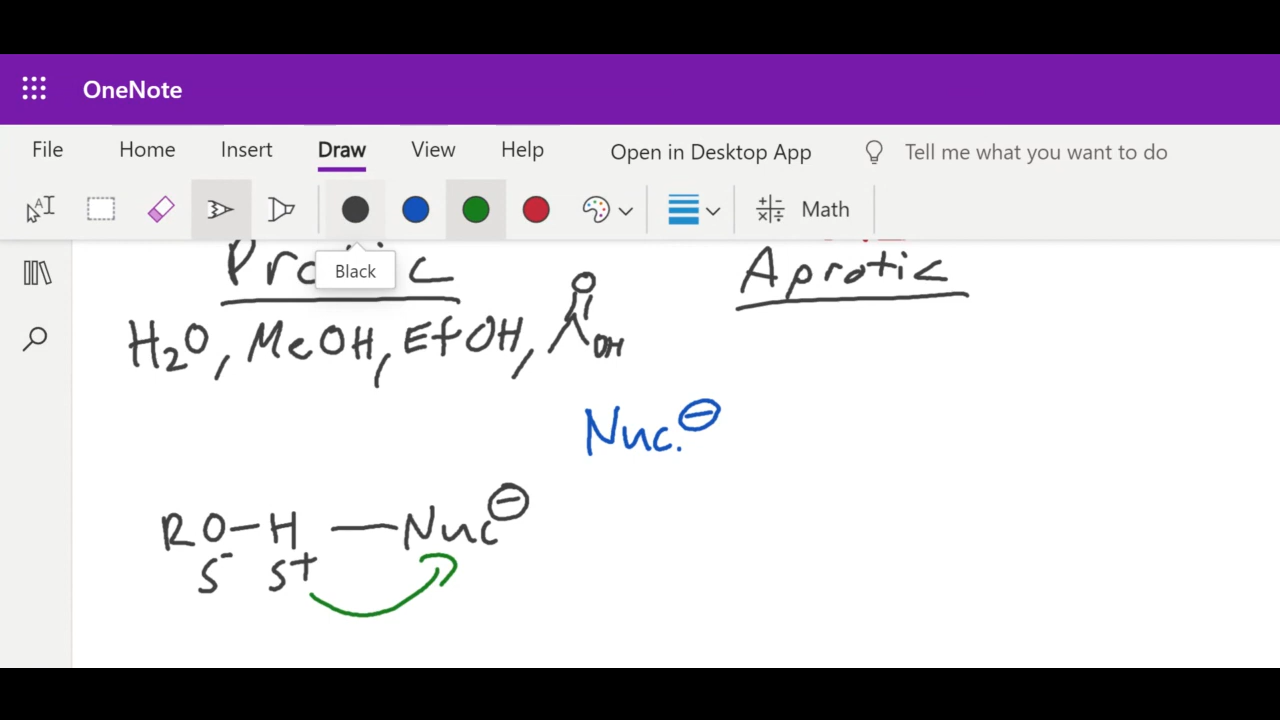 OneNote
File Home Insert Draw View Help Open in Desktop App Tell me what you want to do
Math
Black
Aprotic
H₂O, MeOH, EtOH, O OH
Nuc. ⊖
RO-H — Nuc ⊖
δ⁻ δ+